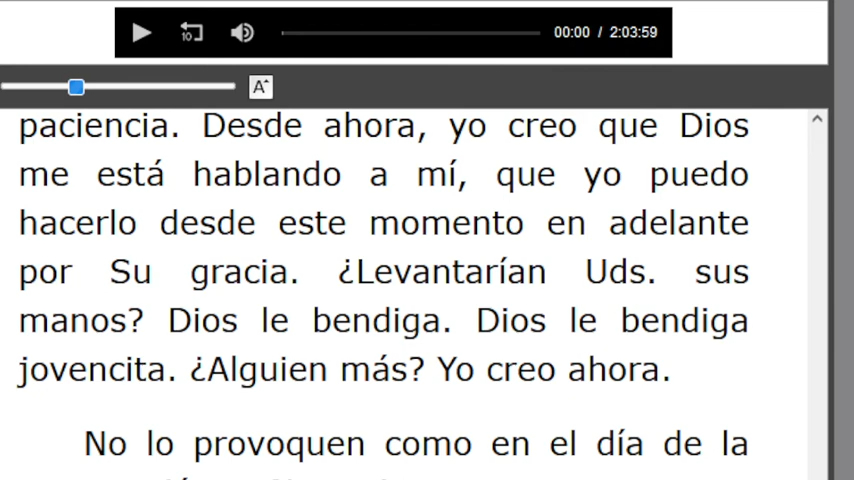 10 00:00 / 2:03:59
A
paciencia. Desde ahora, yo creo que Dios
me está hablando a mí, que yo puedo
hacerlo desde este momento en adelante
por Su gracia. ¿Levantarían Uds. sus
manos? Dios le bendiga. Dios le bendiga
jovencita. ¿Alguien más? Yo creo ahora.
No lo provoquen como en el día de la